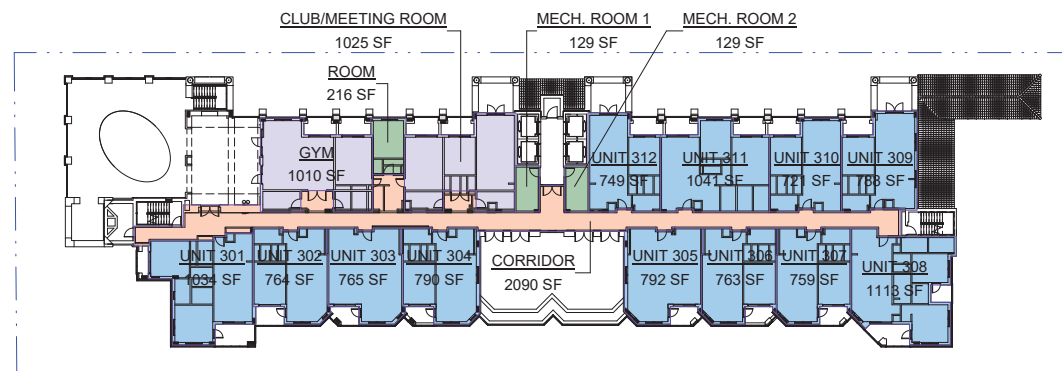 CLUB/MEETING ROOM
1025 SF
MECH. ROOM 1
129 SF
MECH. ROOM 2
129 SF
ROOM
216 SF
GYM
1010 SF
UNIT 312
749 SF
UNIT 311
1041 SF
UNIT 310
721 SF
UNIT 309
788 SF
UNIT 301
1034 SF
UNIT 302
764 SF
UNIT 303
765 SF
UNIT 304
790 SF
CORRIDOR
2090 SF
UNIT 305
792 SF
UNIT 306
763 SF
UNIT 307
759 SF
UNIT 308
1113 SF